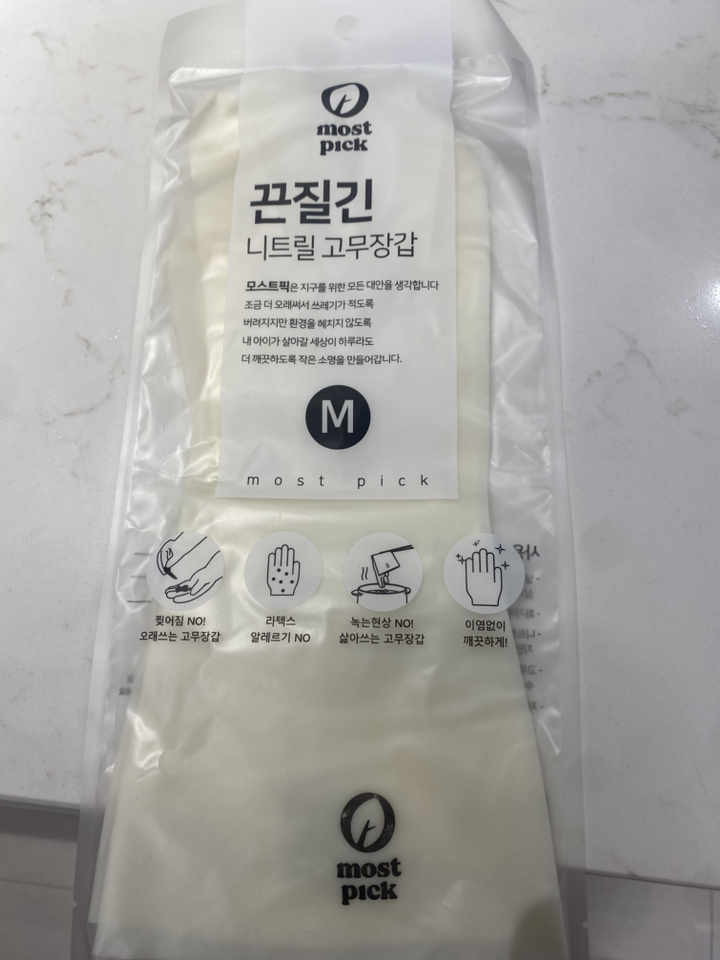 most
pick
끈질긴
니트릴 고무장갑
모스트픽은 지구를 위한 모든 대안을 생각합니다
조금 더 오래써서 쓰레기가 적도록
버려지지만 환경을 헤치지 않도록
내 아이가 살아갈 세상이 하루라도
더 깨끗하도록 작은 소명을 만들어갑니다.
M
most pick
찢어짐 NO!
오래쓰는 고무장갑
라텍스
알레르기 NO
녹는현상 NO!
삶아쓰는 고무장갑
이염없이
깨끗하게!
most
pick